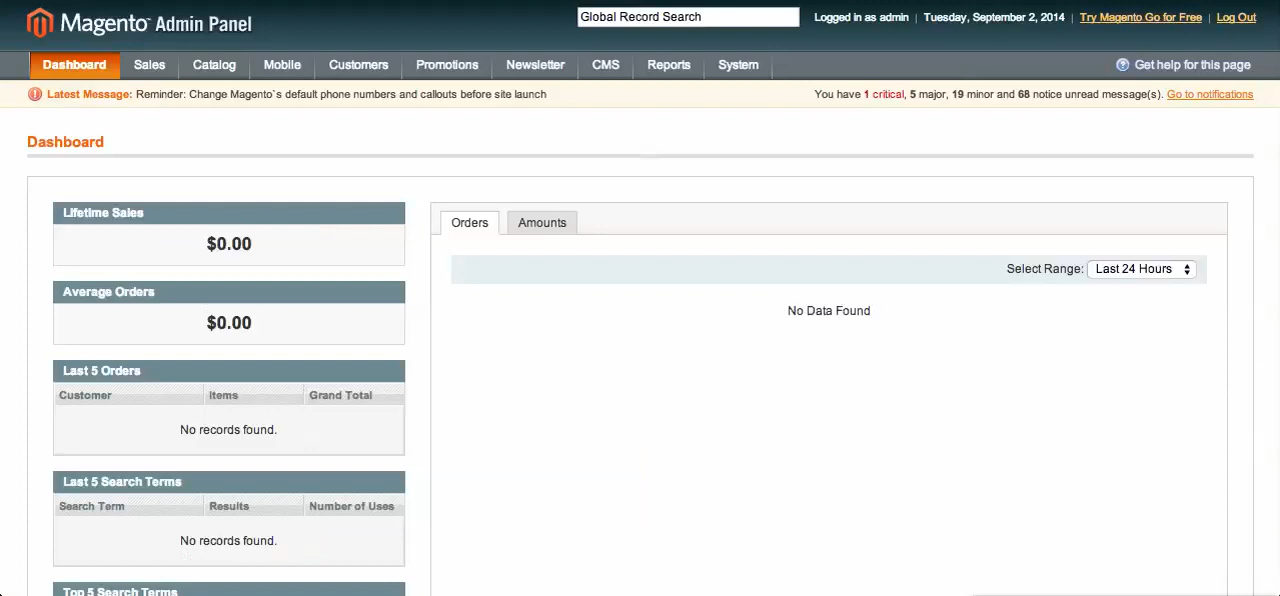 Magento™ Admin Panel
Global Record Search
Logged in as admin | Tuesday, September 2, 2014 | Try Magento Go for Free | Log Out
Dashboard Sales Catalog Mobile Customers Promotions Newsletter CMS Reports System
Get help for this page
Latest Message: Reminder: Change Magento`s default phone numbers and callouts before site launch
You have 1 critical, 5 major, 19 minor and 68 notice unread message(s). Go to notifications
Dashboard
Lifetime Sales
$0.00
Average Orders
$0.00
Last 5 Orders
Customer Items Grand Total
No records found.
Last 5 Search Terms
Search Term Results Number of Uses
No records found.
Top 5 Search Terms
Orders Amounts
Select Range: Last 24 Hours
No Data Found